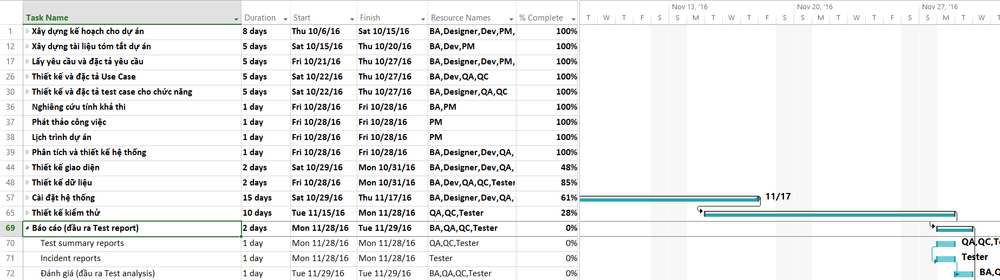 Nov 13, '16 Nov 20, '16 Nov 27, '16
Task Name Duration Start Finish Resource Names % Complete T W T F S S M T W T F S S M T W T F S S M T W T
1 Xây dựng kế hoạch cho dự án 8 days Thu 10/6/16 Sat 10/15/16 BA,Designer,Dev,PM, 100%
12 Xây dựng tài liệu tóm tắt dự án 5 days Sat 10/15/16 Thu 10/20/16 BA,Dev,PM 100%
17 Lấy yêu cầu và đặc tả yêu cầu 5 days Fri 10/21/16 Thu 10/27/16 BA,Designer,Dev,PM, 100%
26 Thiết kế và đặc tả Use Case 5 days Sat 10/22/16 Thu 10/27/16 BA,Dev,QA,QC 100%
30 Thiết kế và đặc tả test case cho chức năng 5 days Sat 10/22/16 Thu 10/27/16 BA,Designer,QA,QC 100%
36 Nghiêng cứu tính khả thi 1 day Fri 10/28/16 Fri 10/28/16 BA,PM 100%
37 Phát thảo công việc 1 day Fri 10/28/16 Fri 10/28/16 PM 100%
38 Lịch trình dự án 1 day Fri 10/28/16 Fri 10/28/16 PM 100%
39 Phân tích và thiết kế hệ thống 1 day Fri 10/28/16 Fri 10/28/16 BA,Designer,Dev,QA, 100%
44 Thiết kế giao diện 2 days Sat 10/29/16 Mon 10/31/16 BA,Designer,Dev,QA, 48%
48 Thiết kế dữ liệu 2 days Fri 10/28/16 Mon 10/31/16 BA,Dev,QA,QC,Tester 85%
57 Cài đặt hệ thống 15 days Sat 10/29/16 Thu 11/17/16 BA,Designer,Dev,QA, 61% 11/17
65 Thiết kế kiểm thử 10 days Tue 11/15/16 Mon 11/28/16 QA,QC,Tester 28%
69 Báo cáo (đầu ra Test report) 2 days Mon 11/28/16 Tue 11/29/16 BA,QA,QC,Tester 0%
70 Test summary reports 1 day Mon 11/28/16 Mon 11/28/16 QA,QC,Tester 0% QA,QC,Te
71 Incident reports 1 day Mon 11/28/16 Mon 11/28/16 Tester 0% Tester
72 Đánh giá (đầu ra Test analysis) 1 day Tue 11/29/16 Tue 11/29/16 BA,QA,QC,Tester 0% BA,Q